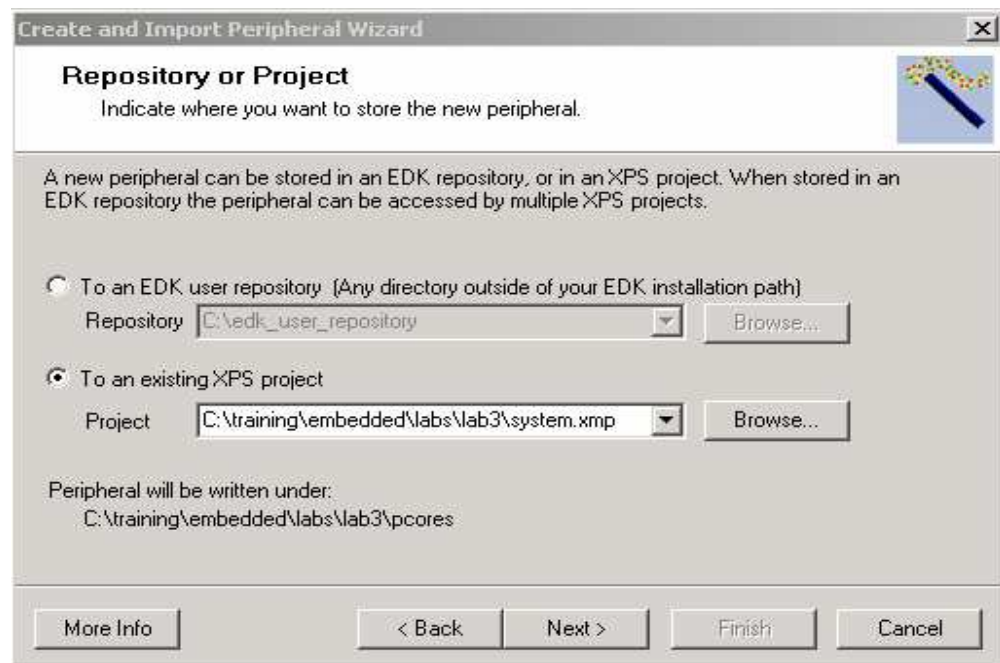 Create and Import Peripheral Wizard
Repository or Project
Indicate where you want to store the new peripheral.
A new peripheral can be stored in an EDK repository, or in an XPS project. When stored in an
EDK repository the peripheral can be accessed by multiple XPS projects.
To an EDK user repository (Any directory outside of your EDK installation path)
Repository C:\edk_user_repository Browse...
To an existing XPS project
Project C:\training\embedded\labs\lab3\system.xmp Browse...
Peripheral will be written under:
C:\training\embedded\labs\lab3\pcores
More Info < Back Next > Finish Cancel